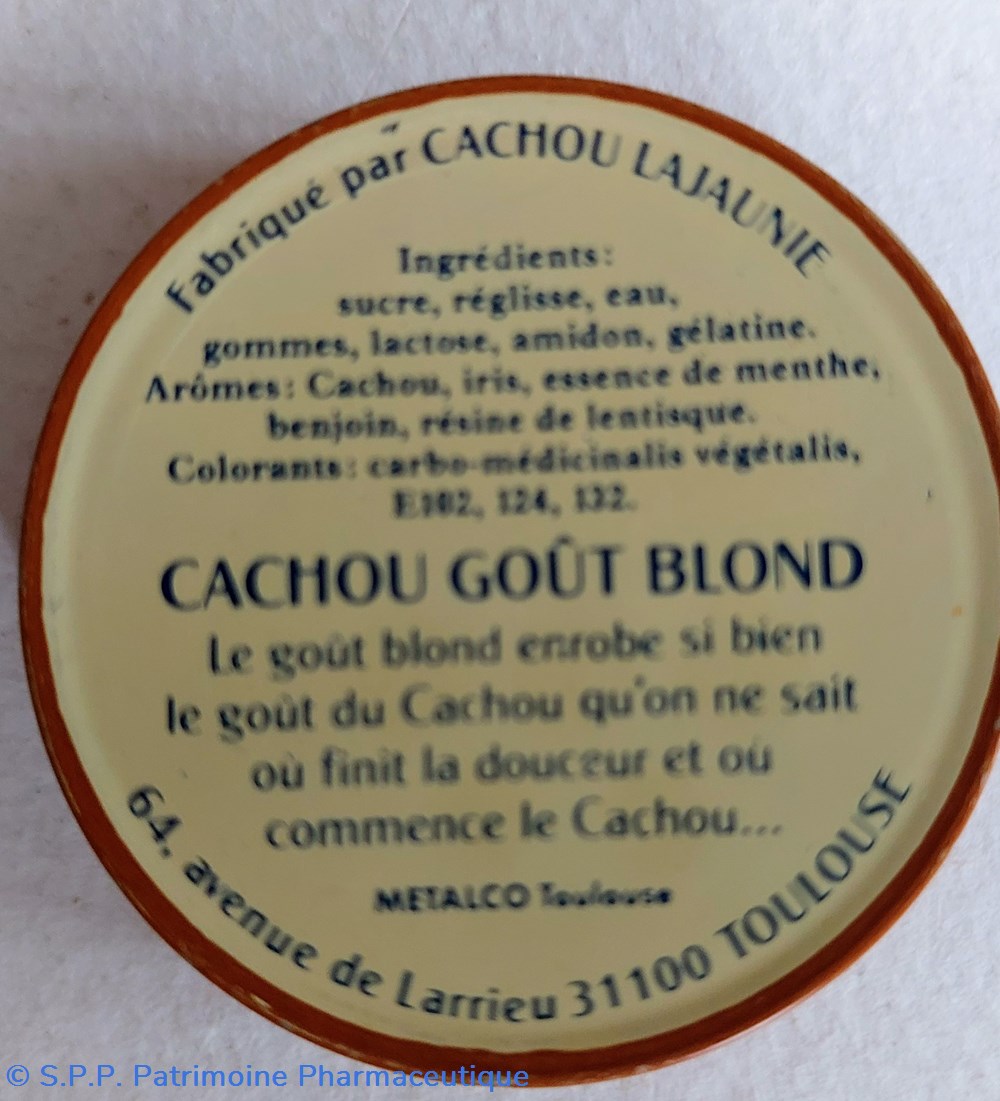 Fabriqué par CACHOU LAJAUNIE
Ingrédients:
sucre, réglisse, eau,
gommes, lactose, amidon, gélatine.
Arômes: Cachou, iris, essence de menthe,
benjoin, résine de lentisque.
Colorants: carbo-médicinalis végétalis,
E102, 124, 132.
CACHOU GOÛT BLOND
Le goût blond enrobe si bien
le goût du Cachou qu'on ne sait
où finit la douceur et où
commence le Cachou...
METALCO Toulouse
64, avenue de Larrieu 31100 TOULOUSE
© S.P.P. Patrimoine Pharmaceutique